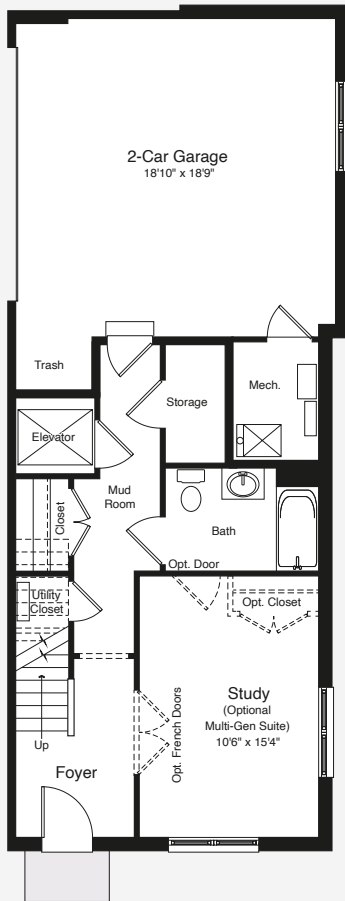 2-Car Garage
18'10" x 18'9"
Trash
Mech.
Storage
Elevator
Mud
Room
Closet
Bath
Opt. Door
Utility
Closet
Opt. Closet
Study
(Optional
Multi-Gen Suite)
10'6" x 15'4"
Opt. French Doors
Up
Foyer